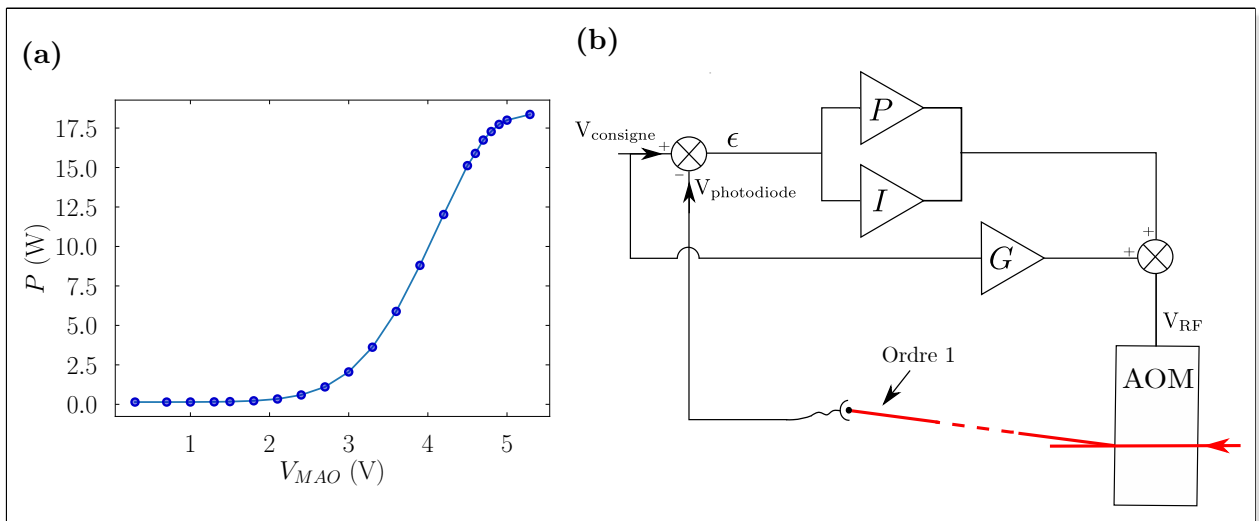 (a)
17.5
15.0
12.5
10.0
7.5
5.0
2.5
0.0
P (W)
1 2 3 4 5
V_MAO (V)
(b)
V_consigne
+
−
ϵ
V_photodiode
P
I
G
+
+
V_RF
AOM
Ordre 1